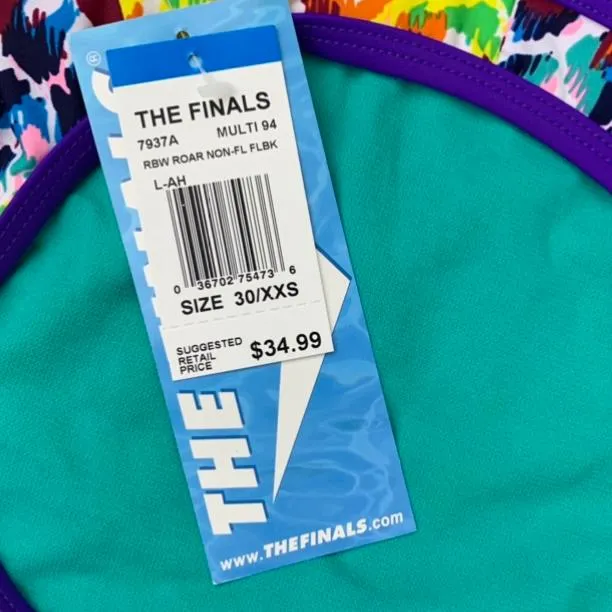 ®
THE FINALS
7937A MULTI 94
RBW ROAR NON-FL FLBK
L-AH
0 36702 75473 6
SIZE 30/XXS
SUGGESTED
RETAIL
PRICE
$34.99
THE
www.THEFINALS.com